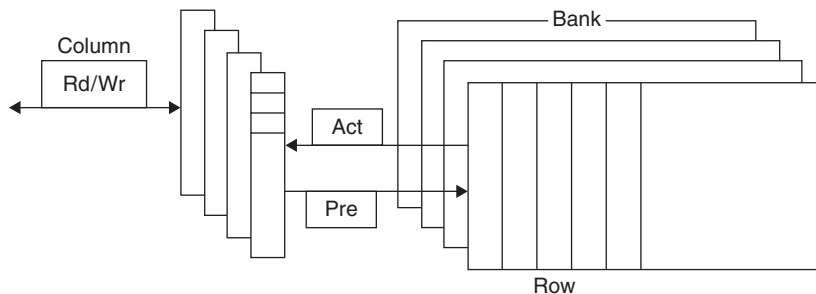 Column
Rd/Wr
Bank
Act
Pre
Row